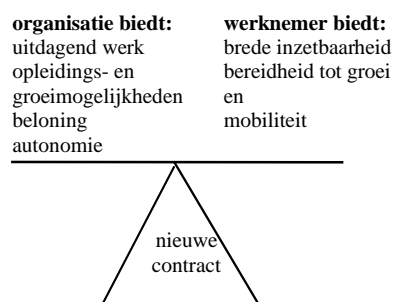 organisatie biedt:
uitdagend werk
opleidings- en
groeimogelijkheden
beloning
autonomie
werknemer biedt:
brede inzetbaarheid
bereidheid tot groei
en
mobiliteit
nieuwe
contract